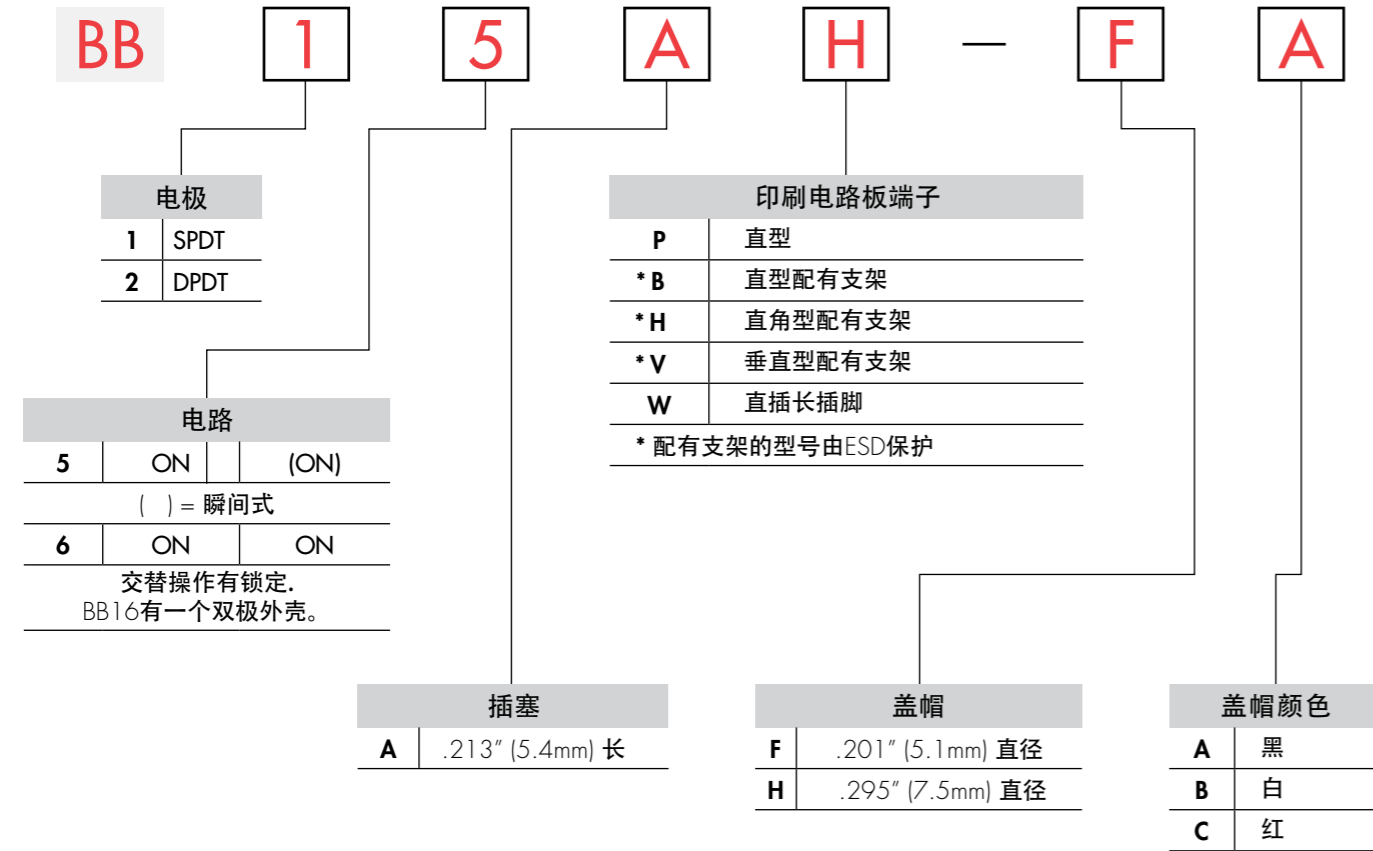 BB 1 5 A H — F A
电极
1 SPDT
2 DPDT
印刷电路板端子
P 直型
* B 直型配有支架
* H 直角型配有支架
* V 垂直型配有支架
W 直插长插脚
* 配有支架的型号由ESD保护
电路
5 ON (ON)
( ) = 瞬间式
6 ON ON
交替操作有锁定.
BB16有一个双极外壳。
插塞
A .213″ (5.4mm) 长
盖帽
F .201″ (5.1mm) 直径
H .295″ (7.5mm) 直径
盖帽颜色
A 黑
B 白
C 红